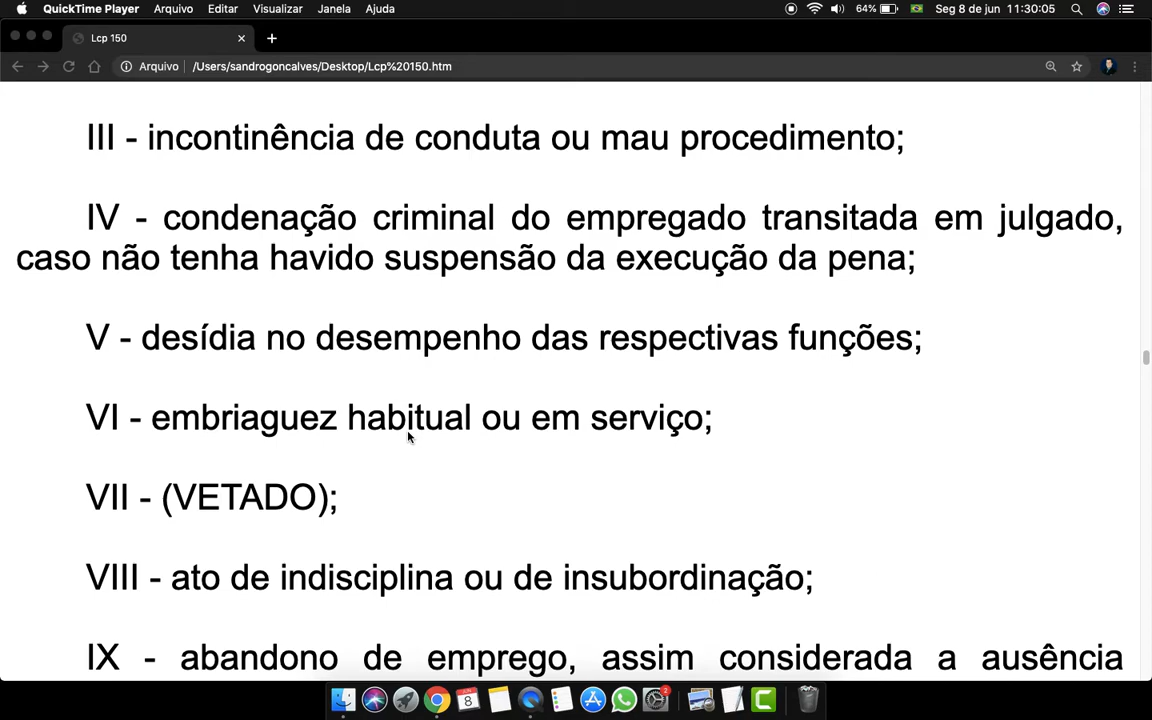 QuickTime Player Arquivo Editar Visualizar Janela Ajuda 64% Seg 8 de jun 11:30:05
Lcp 150
Arquivo /Users/sandrogoncalves/Desktop/Lcp%20150.htm
III - incontinência de conduta ou mau procedimento;
IV - condenação criminal do empregado transitada em julgado,
caso não tenha havido suspensão da execução da pena;
V - desídia no desempenho das respectivas funções;
VI - embriaguez habitual ou em serviço;
VII - (VETADO);
VIII - ato de indisciplina ou de insubordinação;
IX - abandono de emprego, assim considerada a ausência
8
2